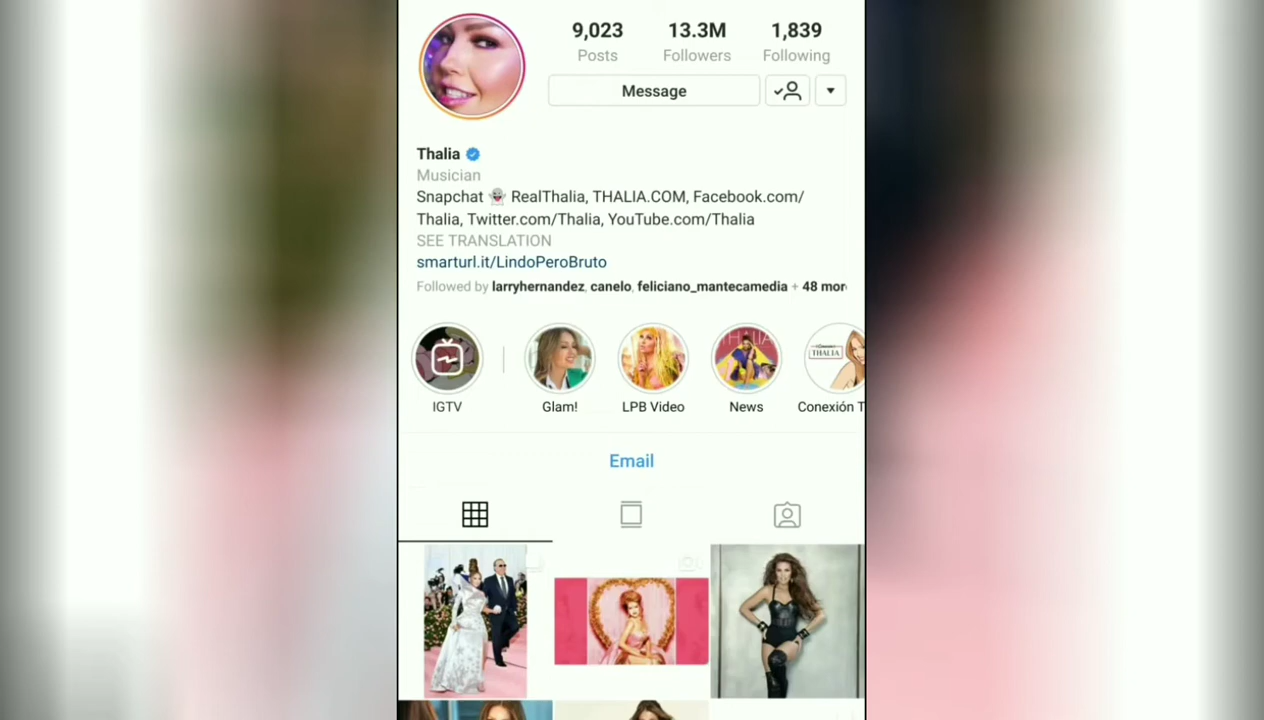 9,023 13.3M 1,839
Posts Followers Following
Message
Thalia
Musician
Snapchat 👻 RealThalia, THALIA.COM, Facebook.com/
Thalia, Twitter.com/Thalia, YouTube.com/Thalia
SEE TRANSLATION
smarturl.it/LindoPeroBruto
Followed by larryhernandez, canelo, feliciano_mantecamedia + 48 mor
THALIA
THALIA
IGTV Glam! LPB Video News Conexión T
Email